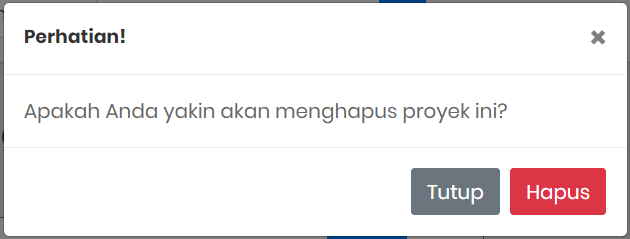 Perhatian!
×
Apakah Anda yakin akan menghapus proyek ini?
Tutup
Hapus